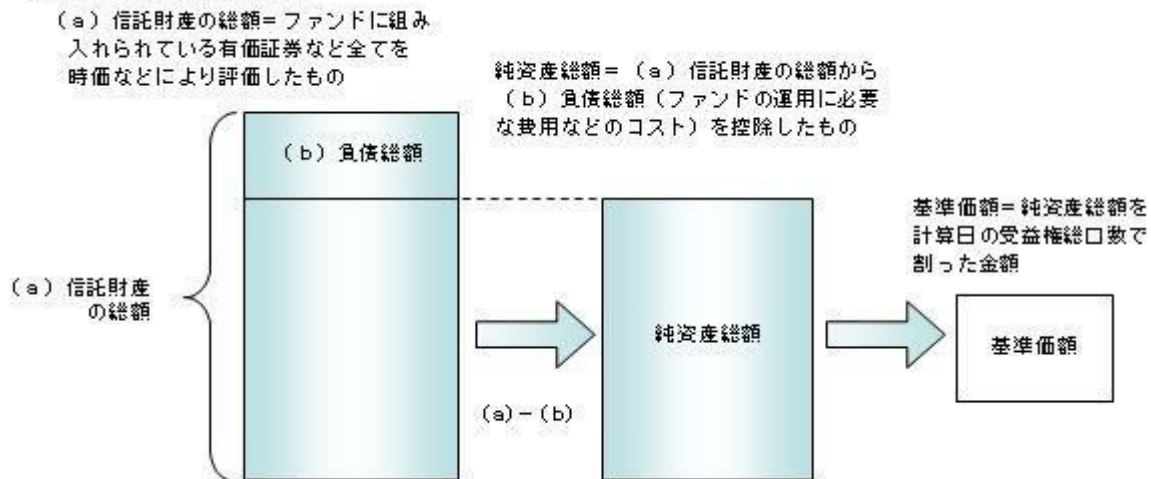 (a)信託財産の総額=ファンドに組み
入れられている有価証券など全てを
時価などにより評価したもの
純資産総額=(a)信託財産の総額から
(b)負債総額(ファンドの運用に必要
な費用などのコスト)を控除したもの
(b)負債総額
基準価額=純資産総額を
計算日の受益権総口数で
割った金額
(a)信託財産
の総額
純資産総額
基準価額
(a)-(b)